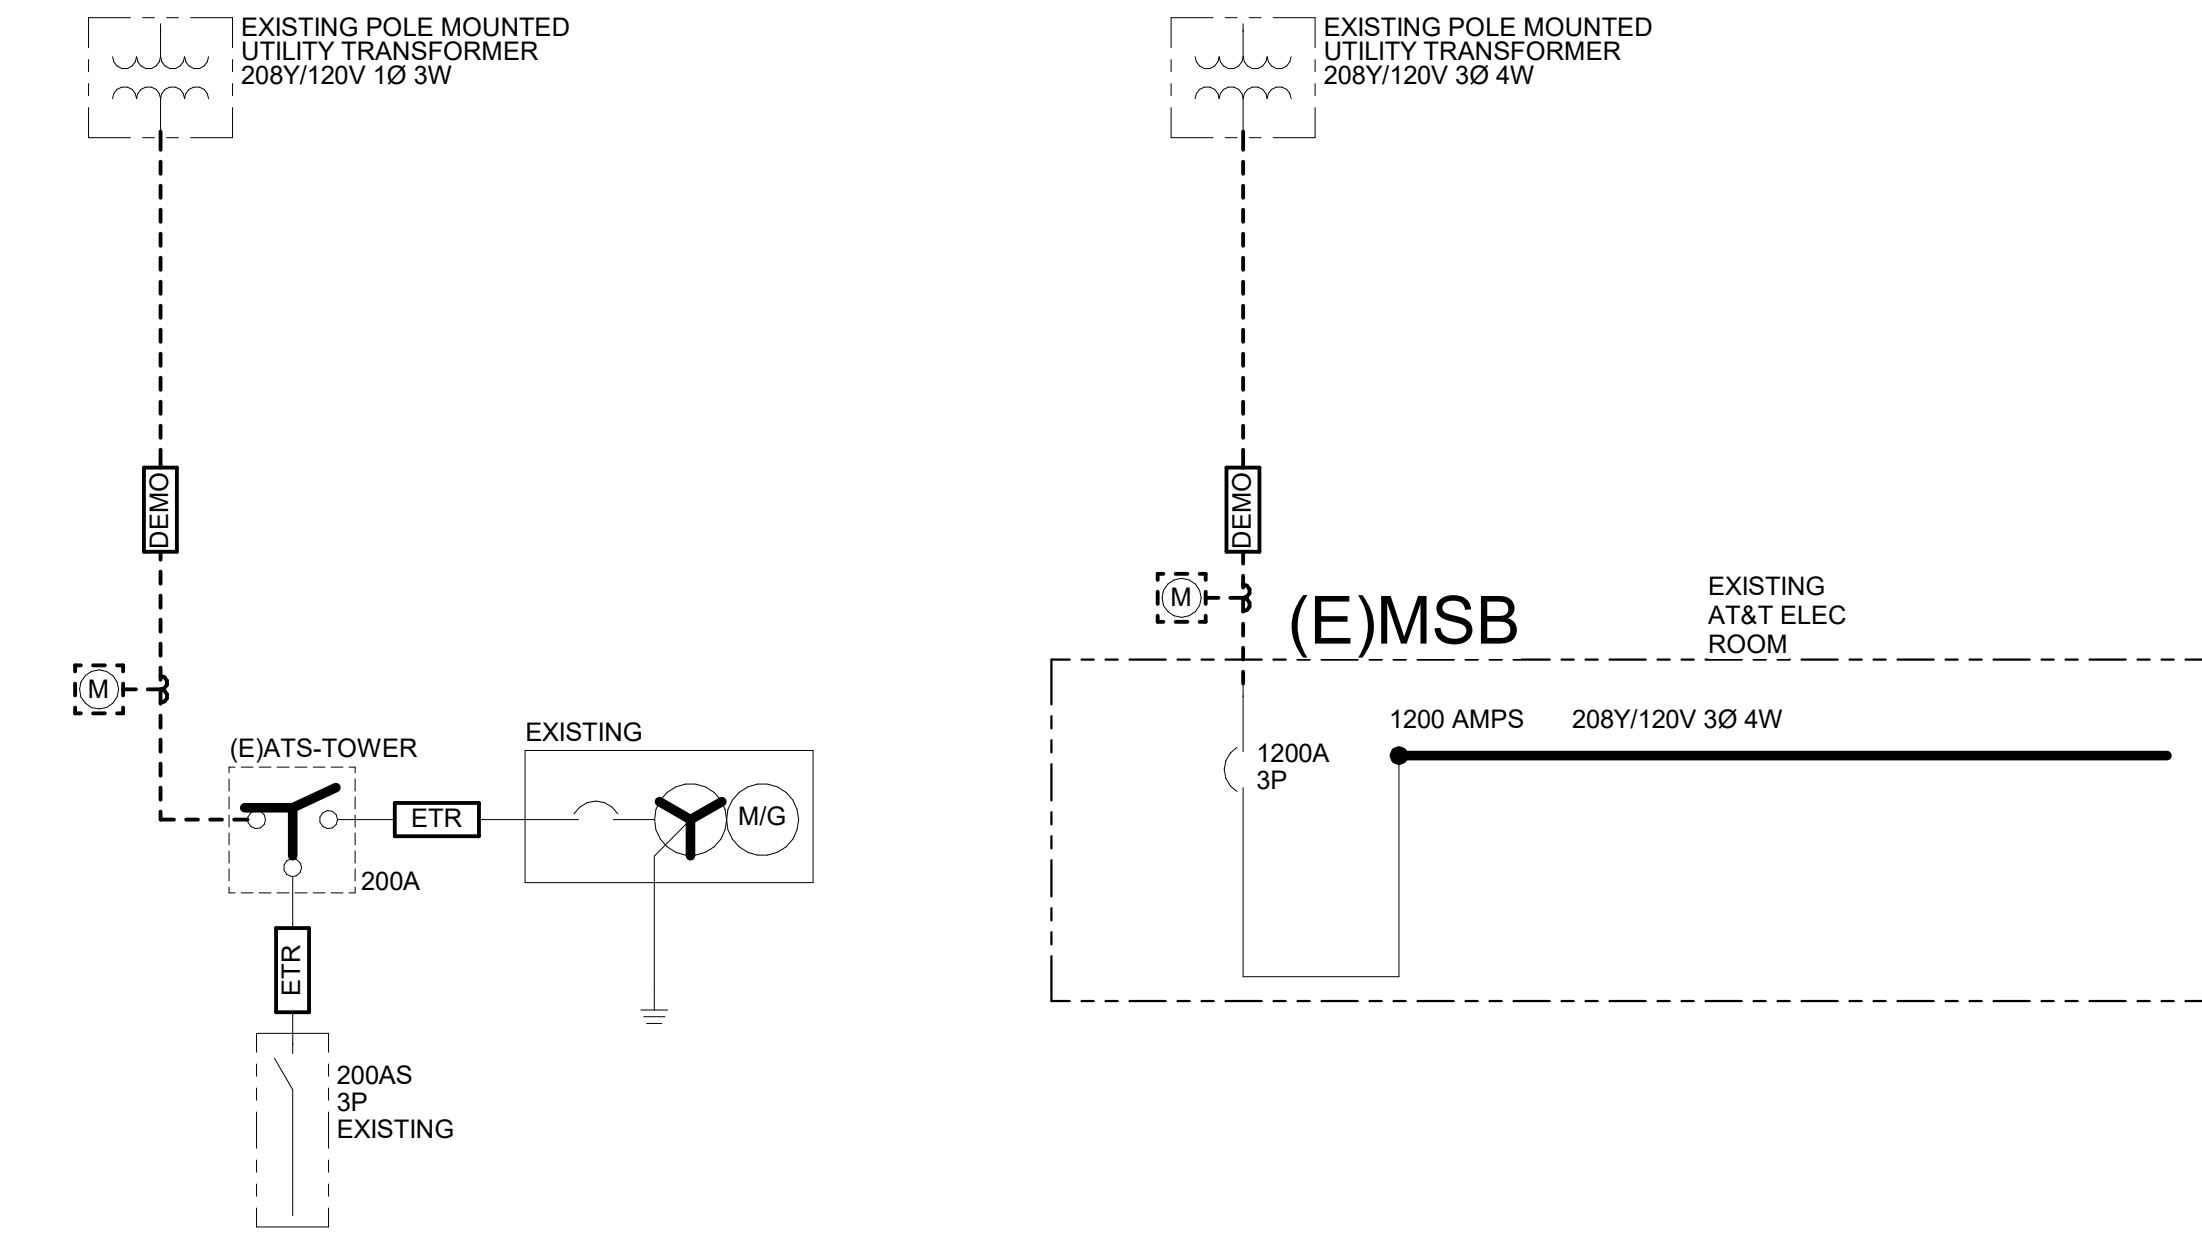 EXISTING POLE MOUNTED
UTILITY TRANSFORMER
208Y/120V 1Ø 3W
DEMO
M
(E)ATS-TOWER
200A
ETR
EXISTING
M/G
ETR
200AS
3P
EXISTING
EXISTING POLE MOUNTED
UTILITY TRANSFORMER
208Y/120V 3Ø 4W
DEMO
M
(E)MSB
EXISTING
AT&T ELEC
ROOM
1200 AMPS 208Y/120V 3Ø 4W
1200A
3P